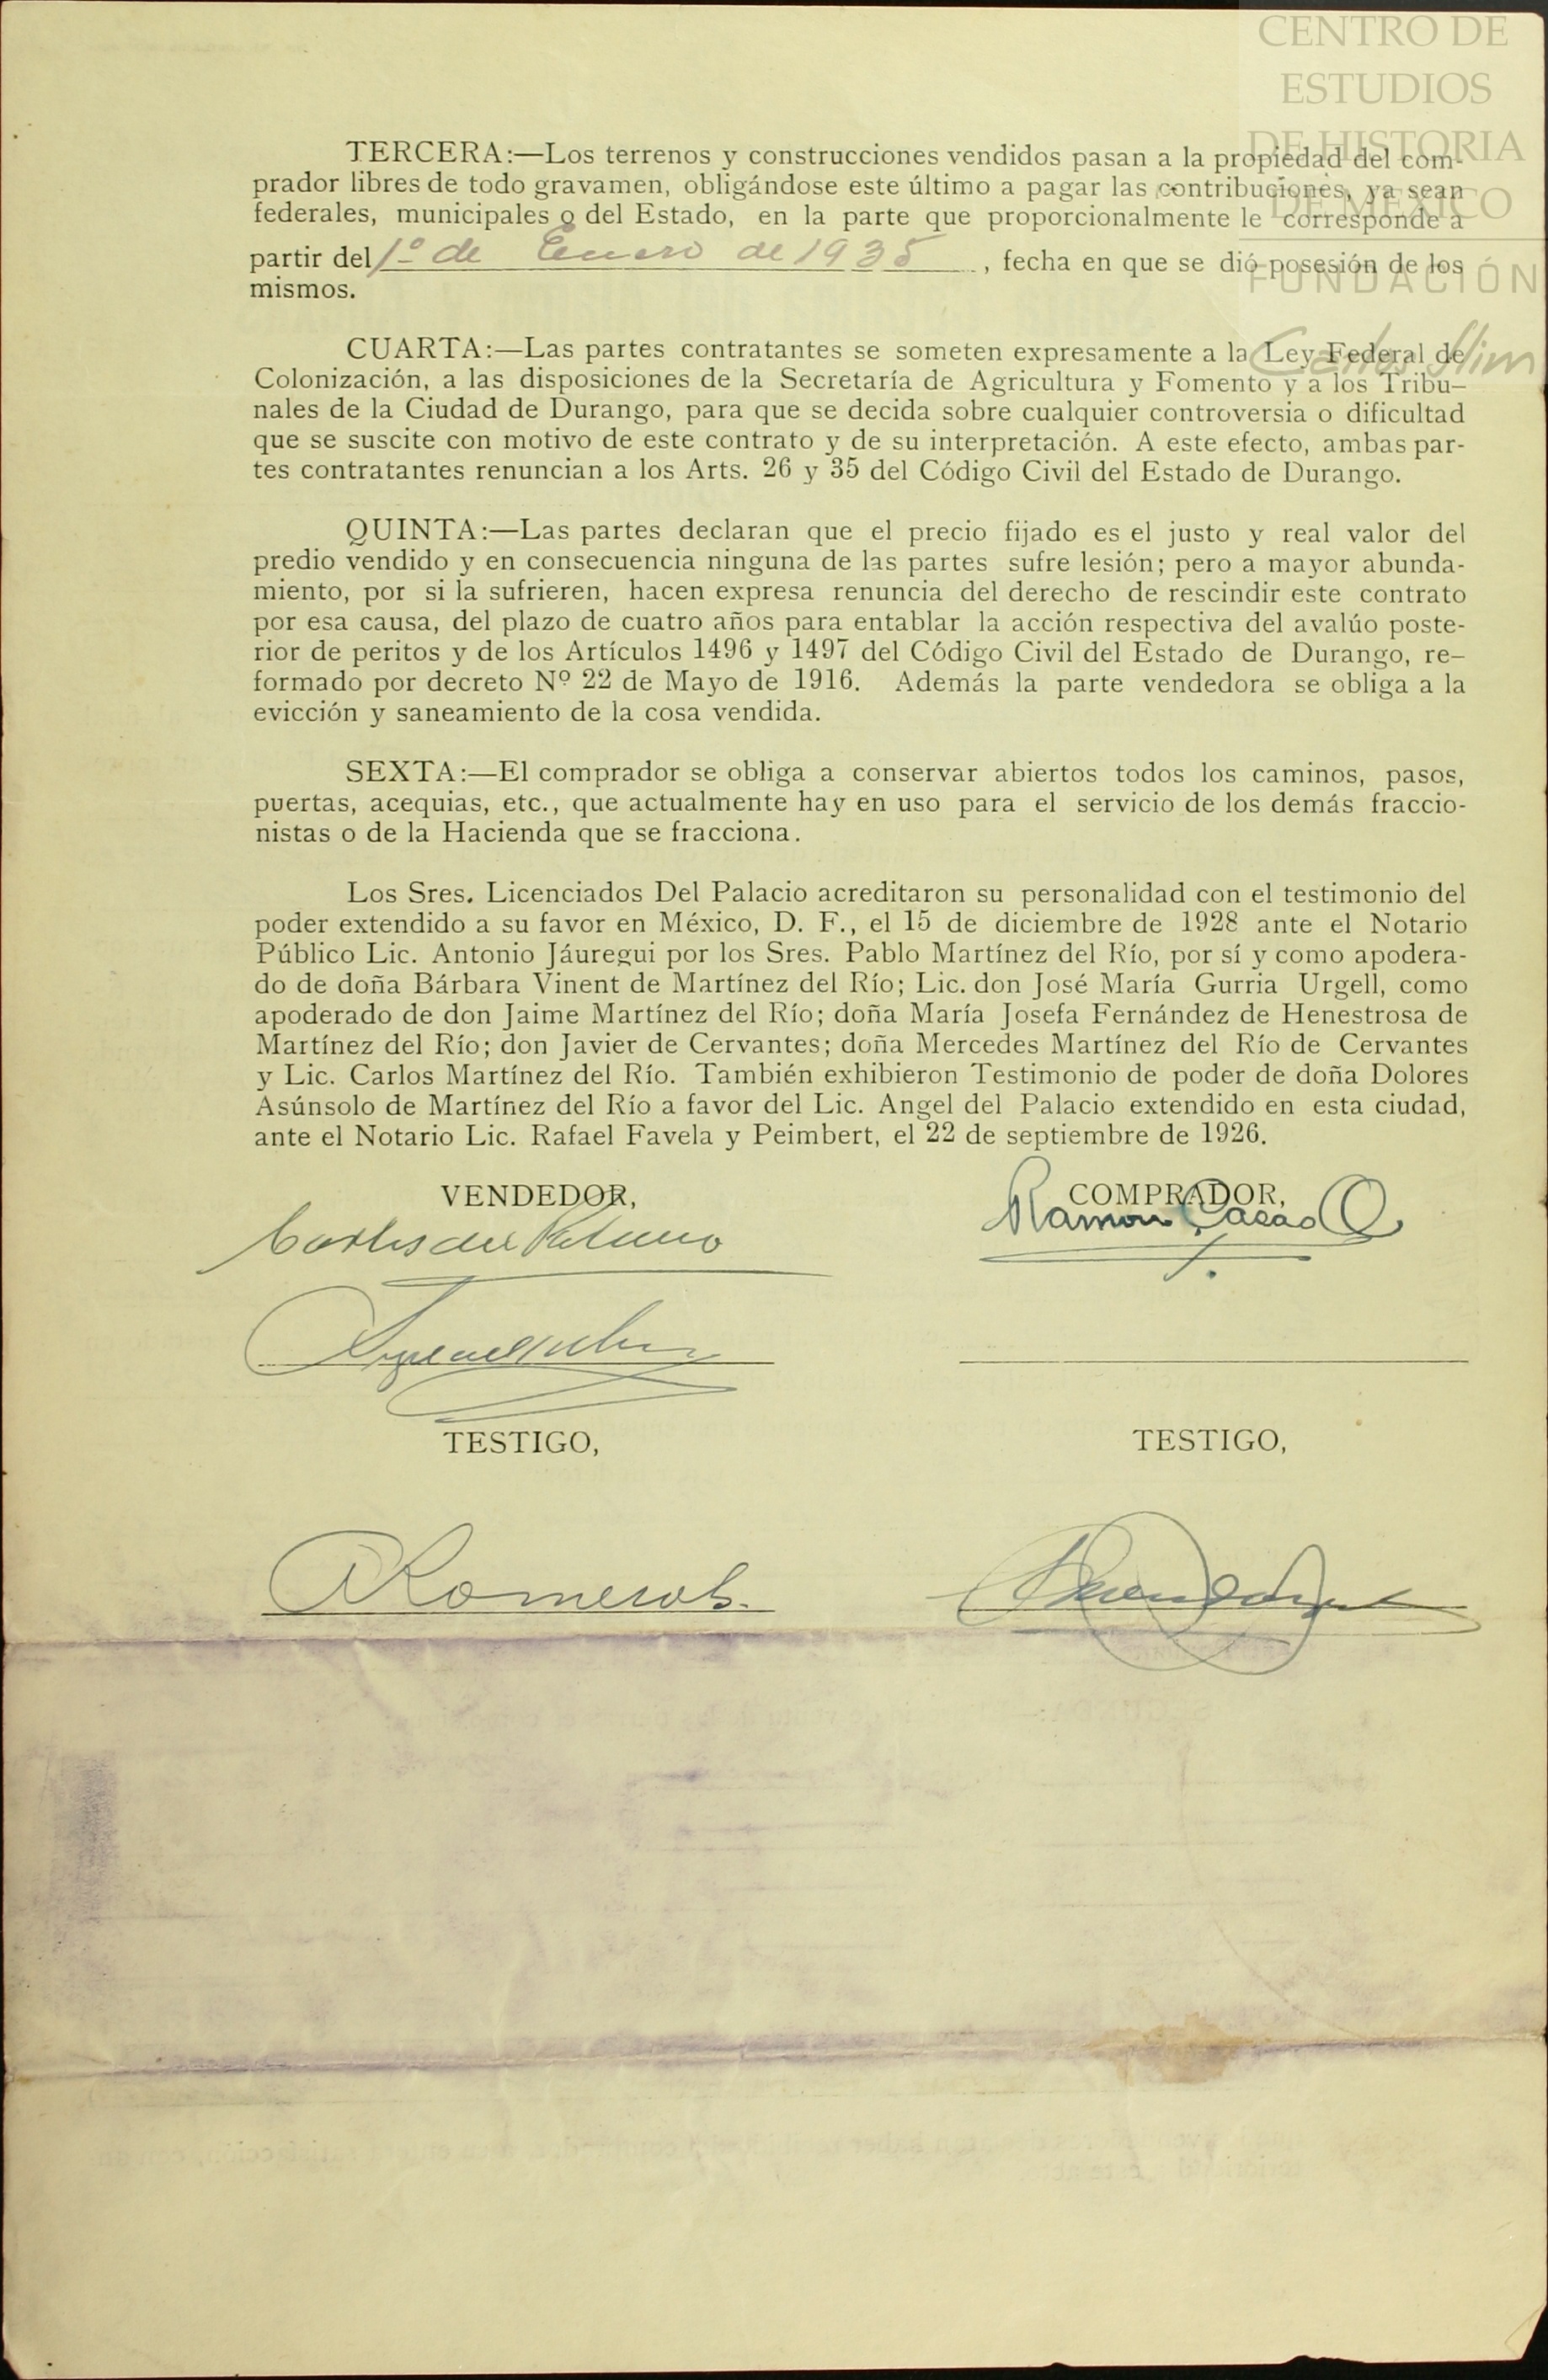 CENTRO DE
ESTUDIOS
DE HISTORIA
DE MÉXICO
FUNDACIÓN
Carlos Slim
TERCERA:—Los terrenos y construcciones vendidos pasan a la propiedad del com-
prador libres de todo gravamen, obligándose este último a pagar las contribuciones, ya sean
federales, municipales o del Estado, en la parte que proporcionalmente le corresponde a
partir del 1º de Enero de 1935, fecha en que se dió posesión de los
mismos.
CUARTA:—Las partes contratantes se someten expresamente a la Ley Federal de
Colonización, a las disposiciones de la Secretaría de Agricultura y Fomento y a los Tribu-
nales de la Ciudad de Durango, para que se decida sobre cualquier controversia o dificultad
que se suscite con motivo de este contrato y de su interpretación. A este efecto, ambas par-
tes contratantes renuncian a los Arts. 26 y 35 del Código Civil del Estado de Durango.
QUINTA:—Las partes declaran que el precio fijado es el justo y real valor del
predio vendido y en consecuencia ninguna de las partes sufre lesión; pero a mayor abunda-
miento, por si la sufrieren, hacen expresa renuncia del derecho de rescindir este contrato
por esa causa, del plazo de cuatro años para entablar la acción respectiva del avalúo poste-
rior de peritos y de los Artículos 1496 y 1497 del Código Civil del Estado de Durango, re-
formado por decreto Nº 22 de Mayo de 1916. Además la parte vendedora se obliga a la
evicción y saneamiento de la cosa vendida.
SEXTA:—El comprador se obliga a conservar abiertos todos los caminos, pasos,
puertas, acequias, etc., que actualmente hay en uso para el servicio de los demás fraccio-
nistas o de la Hacienda que se fracciona.
Los Sres. Licenciados Del Palacio acreditaron su personalidad con el testimonio del
poder extendido a su favor en México, D. F., el 15 de diciembre de 1928 ante el Notario
Público Lic. Antonio Jáuregui por los Sres. Pablo Martínez del Río, por sí y como apodera-
do de doña Bárbara Vinent de Martínez del Río; Lic. don José María Gurria Urgell, como
apoderado de don Jaime Martínez del Río; doña María Josefa Fernández de Henestrosa de
Martínez del Río; don Javier de Cervantes; doña Mercedes Martínez del Río de Cervantes
y Lic. Carlos Martínez del Río. También exhibieron Testimonio de poder de doña Dolores
Asúnsolo de Martínez del Río a favor del Lic. Angel del Palacio extendido en esta ciudad,
ante el Notario Lic. Rafael Favela y Peimbert, el 22 de septiembre de 1926.
VENDEDOR,
COMPRADOR,
Carlos del Palacio
Ramon
TESTIGO,
TESTIGO,
A Romero